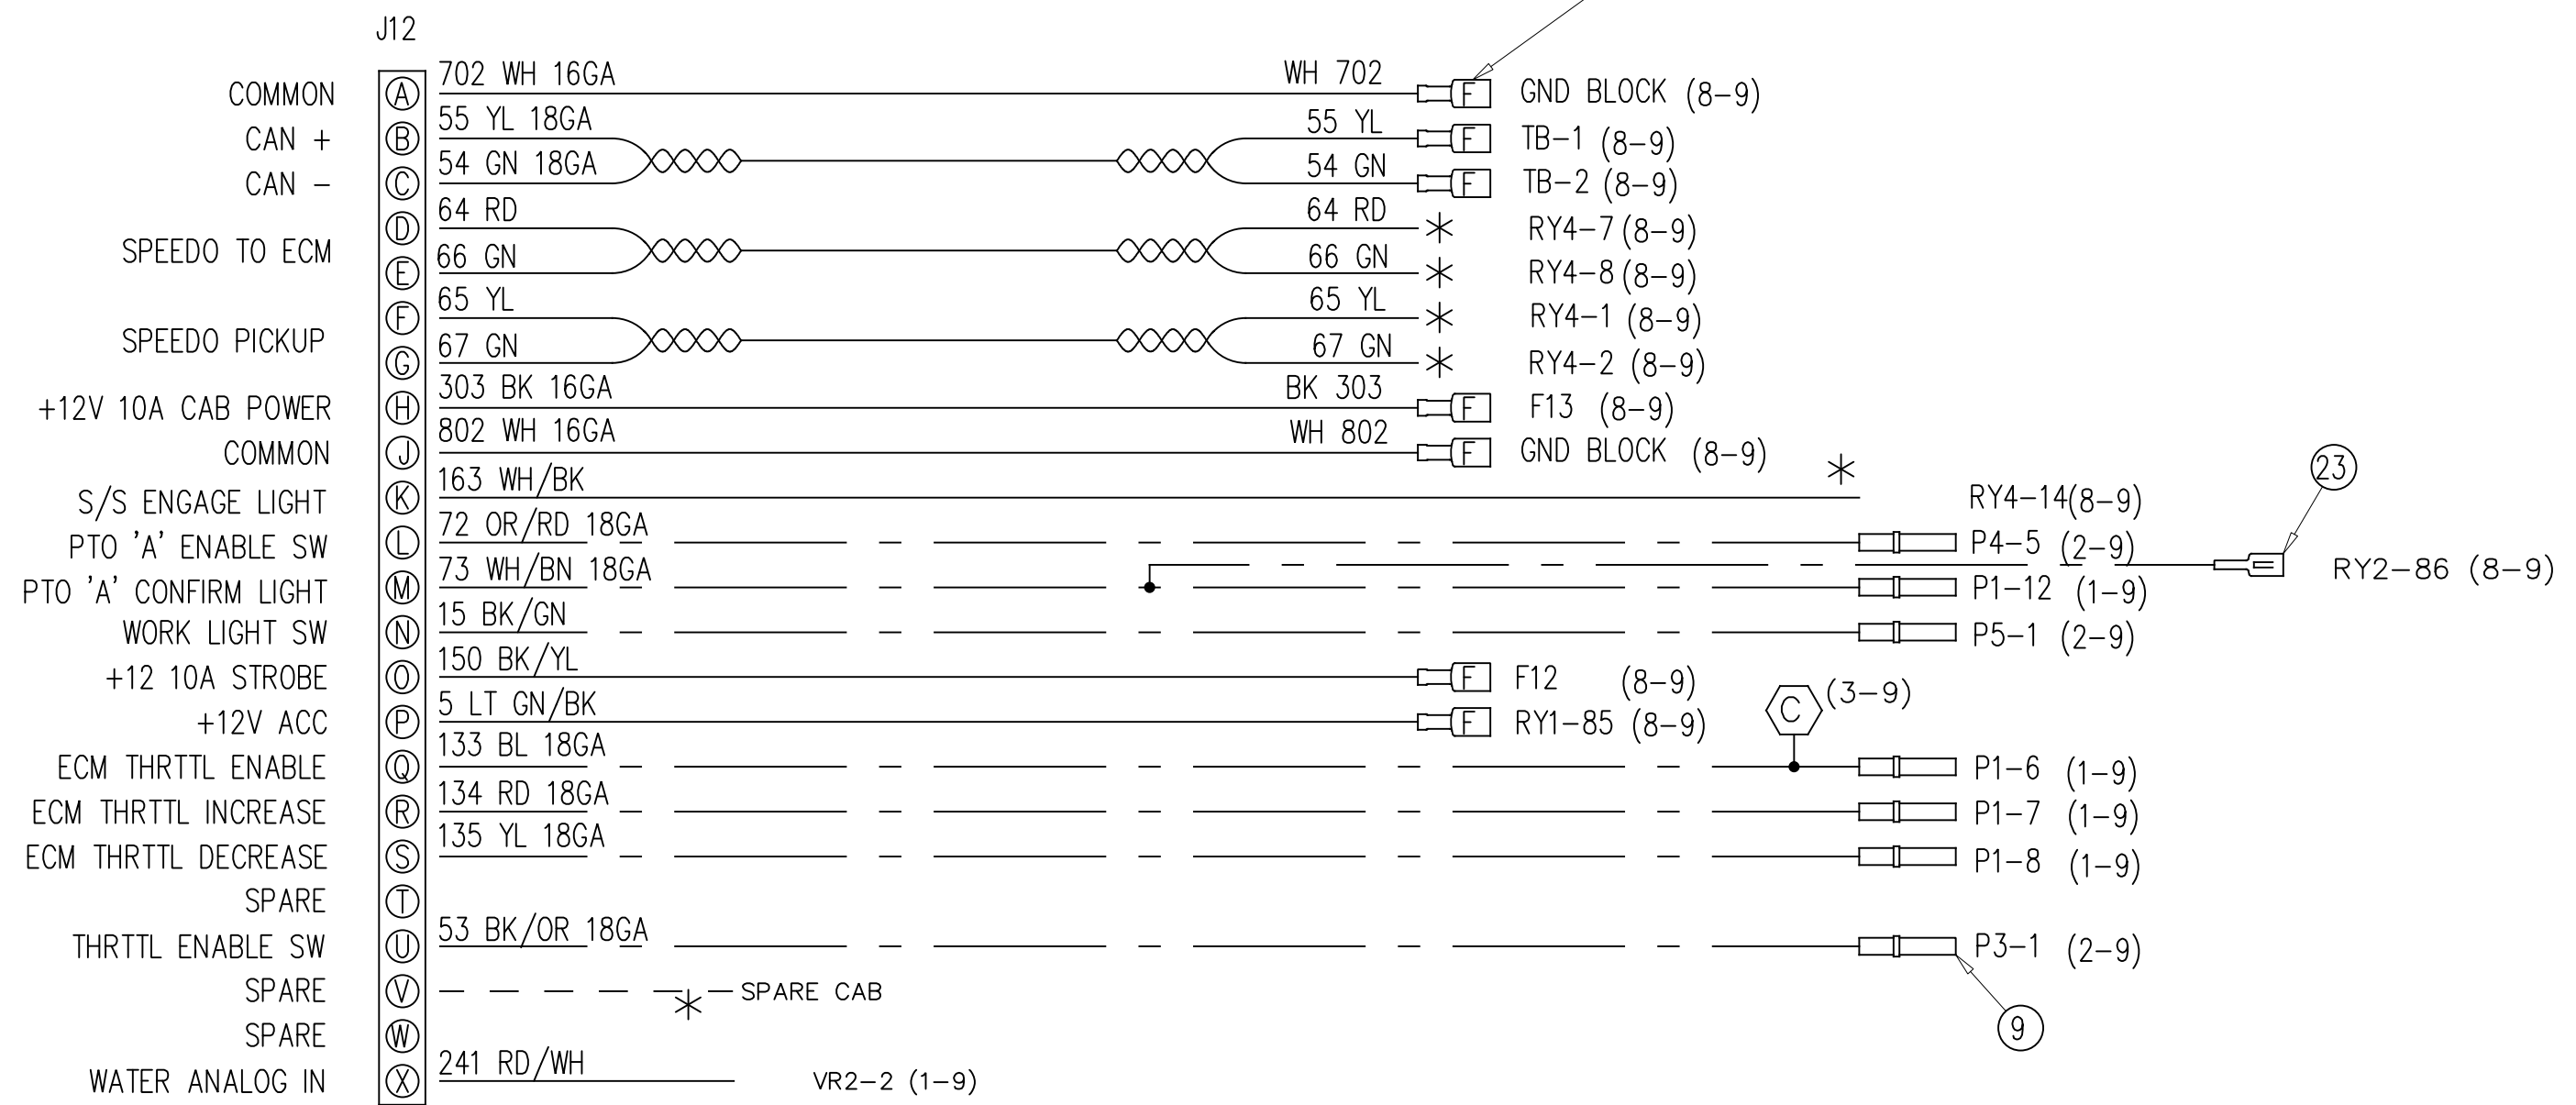 J12
COMMON A 702 WH 16GA WH 702 F GND BLOCK (8-9)
CAN + B 55 YL 18GA 55 YL F TB-1 (8-9)
CAN - C 54 GN 18GA 54 GN F TB-2 (8-9)
D 64 RD 64 RD * RY4-7 (8-9)
SPEEDO TO ECM
E 66 GN 66 GN * RY4-8 (8-9)
F 65 YL 65 YL * RY4-1 (8-9)
SPEEDO PICKUP
G 67 GN 67 GN * RY4-2 (8-9)
+12V 10A CAB POWER H 303 BK 16GA BK 303 F F13 (8-9)
COMMON J 802 WH 16GA WH 802 F GND BLOCK (8-9)
S/S ENGAGE LIGHT K 163 WH/BK * RY4-14 (8-9)
23
PTO 'A' ENABLE SW L 72 OR/RD 18GA P4-5 (2-9)
RY2-86 (8-9)
PTO 'A' CONFIRM LIGHT M 73 WH/BN 18GA P1-12 (1-9)
WORK LIGHT SW N 15 BK/GN P5-1 (2-9)
+12 10A STROBE O 150 BK/YL F F12 (8-9)
+12V ACC P 5 LT GN/BK F RY1-85 (8-9)
C (3-9)
ECM THRTTL ENABLE Q 133 BL 18GA P1-6 (1-9)
ECM THRTTL INCREASE R 134 RD 18GA P1-7 (1-9)
ECM THRTTL DECREASE S 135 YL 18GA P1-8 (1-9)
SPARE T
THRTTL ENABLE SW U 53 BK/OR 18GA P3-1 (2-9)
SPARE V * SPARE CAB
9
SPARE W
WATER ANALOG IN X 241 RD/WH VR2-2 (1-9)